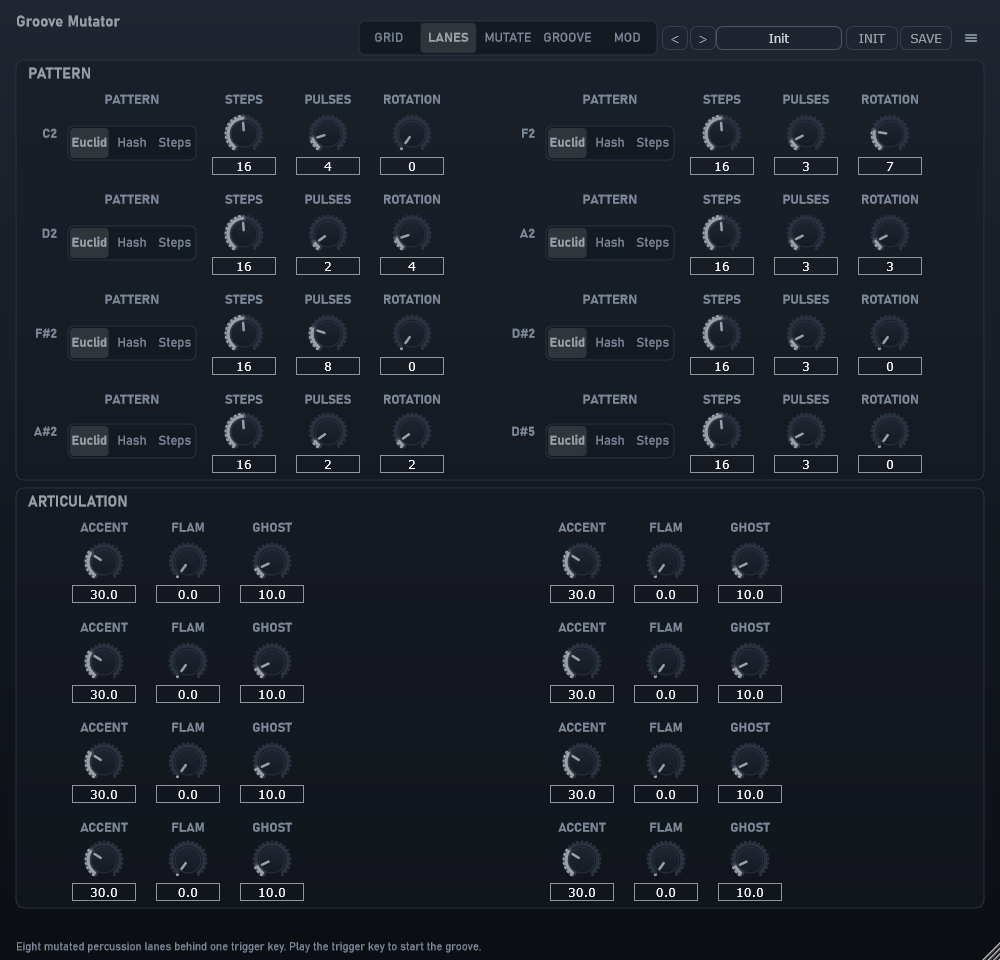 Groove Mutator
GRID LANES MUTATE GROOVE MOD < > Init INIT SAVE
PATTERN
PATTERN STEPS PULSES ROTATION PATTERN STEPS PULSES ROTATION
C2 Euclid Hash Steps F2 Euclid Hash Steps
16 4 0 16 3 7
PATTERN STEPS PULSES ROTATION PATTERN STEPS PULSES ROTATION
D2 Euclid Hash Steps A2 Euclid Hash Steps
16 2 4 16 3 3
PATTERN STEPS PULSES ROTATION PATTERN STEPS PULSES ROTATION
F#2 Euclid Hash Steps D#2 Euclid Hash Steps
16 8 0 16 3 0
PATTERN STEPS PULSES ROTATION PATTERN STEPS PULSES ROTATION
A#2 Euclid Hash Steps D#5 Euclid Hash Steps
16 2 2 16 3 0
ARTICULATION
ACCENT FLAM GHOST ACCENT FLAM GHOST
30.0 0.0 10.0 30.0 0.0 10.0
ACCENT FLAM GHOST ACCENT FLAM GHOST
30.0 0.0 10.0 30.0 0.0 10.0
ACCENT FLAM GHOST ACCENT FLAM GHOST
30.0 0.0 10.0 30.0 0.0 10.0
ACCENT FLAM GHOST ACCENT FLAM GHOST
30.0 0.0 10.0 30.0 0.0 10.0
Eight mutated percussion lanes behind one trigger key. Play the trigger key to start the groove.